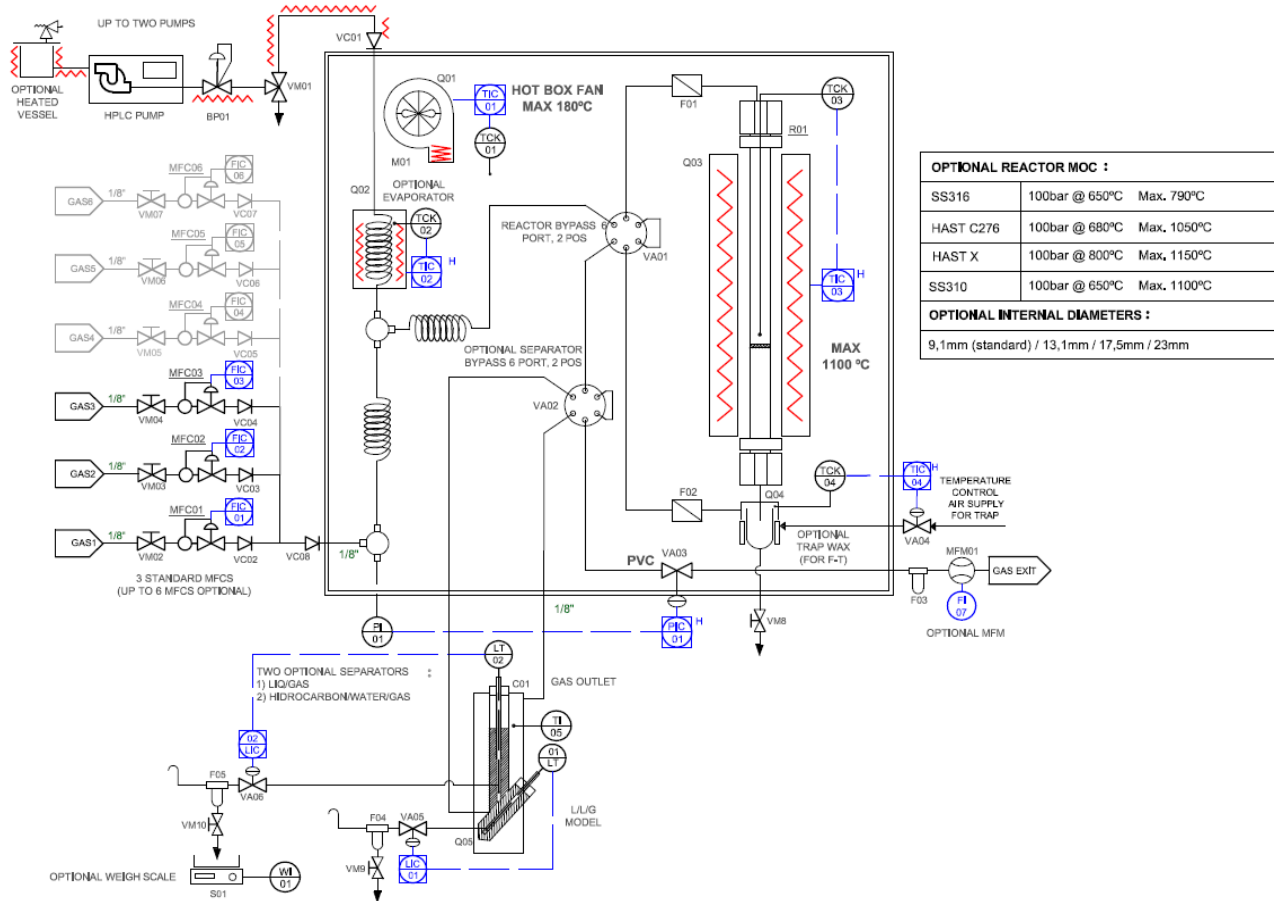 UP TO TWO PUMPS
OPTIONAL
HEATED
VESSEL
HPLC PUMP
BP01
VM01
VC01
Q01
TIC
01
HOT BOX FAN
MAX 180ºC
TCK
01
M01
Q02
OPTIONAL
EVAPORATOR
TCK
02
TIC
02
H
REACTOR BYPASS 6
PORT, 2 POS
VA01
F01
TCK
03
R01
Q03
TIC
03
H
MAX
1100 ºC
OPTIONAL SEPARATOR
BYPASS 6 PORT, 2 POS
VA02
F02
Q04
TCK
04
TIC
04
H
TEMPERATURE
CONTROL
AIR SUPPLY
FOR TRAP
VA04
OPTIONAL
TRAP WAX
(FOR F-T)
PVC
VA03
PIC
01
H
VM8
F03
MFM01
GAS EXIT
FI
07
OPTIONAL MFM
GAS6
1/8"
VM07
MFC06
FIC
06
VC07
GAS5
1/8"
VM06
MFC05
FIC
05
VC06
GAS4
1/8"
VM05
MFC04
FIC
04
VC05
GAS3
1/8"
VM04
MFC03
FIC
03
VC04
GAS2
1/8"
VM03
MFC02
FIC
02
VC03
GAS1
1/8"
VM02
MFC01
FIC
01
VC02
VC08
1/8"
3 STANDARD MFCS
(UP TO 6 MFCS OPTIONAL)
PI
01
1/8"
TWO OPTIONAL SEPARATORS :
1) LIQ/GAS
2) HIDROCARBON/WATER/GAS
LT
02
C01
GAS OUTLET
TI
05
01
LT
L/L/G
MODEL
Q05
02
LIC
F05
VA06
VM10
F04
VA05
VM9
LIC
01
OPTIONAL WEIGH SCALE
S01
WI
01
OPTIONAL REACTOR MOC :
SS316 100bar @ 650ºC Max. 790ºC
HAST C276 100bar @ 680ºC Max. 1050ºC
HAST X 100bar @ 800ºC Max. 1150ºC
SS310 100bar @ 650ºC Max. 1100ºC
OPTIONAL INTERNAL DIAMETERS :
9,1mm (standard) / 13,1mm / 17,5mm / 23mm